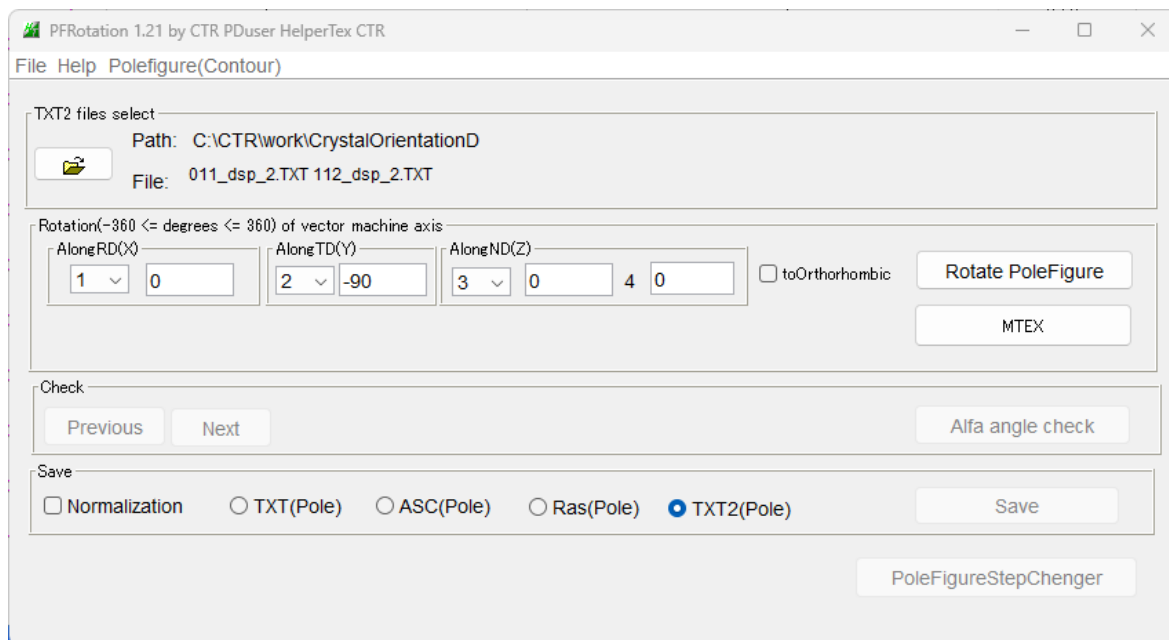 PFRotation 1.21 by CTR PDuser HelperTex CTR
File Help Polefigure(Contour)
TXT2 files select
Path: C:\CTR\work\CrystalOrientationD
File: 011_dsp_2.TXT 112_dsp_2.TXT
Rotation(-360 <= degrees <= 360) of vector machine axis
AlongRD(X) AlongTD(Y) AlongND(Z)
1 0 2 -90 3 0 4 0 toOrthorhombic Rotate PoleFigure
MTEX
Check
Previous Next Alfa angle check
Save
Normalization TXT(Pole) ASC(Pole) Ras(Pole) TXT2(Pole) Save
PoleFigureStepChenger